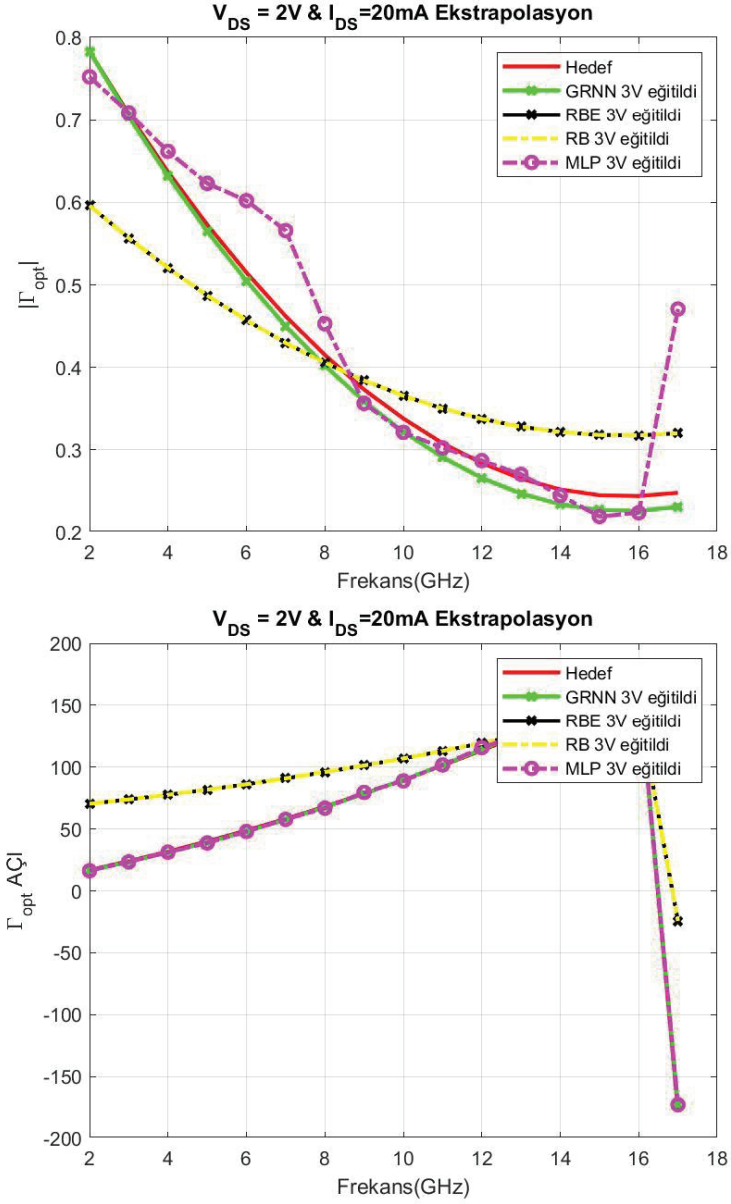 V_DS = 2V & I_DS=20mA Ekstrapolasyon
0.8
0.7
0.6
0.5
0.4
0.3
0.2
|Γ_opt|
Hedef
GRNN 3V eğitildi
RBE 3V eğitildi
RB 3V eğitildi
MLP 3V eğitildi
2 4 6 8 10 12 14 16 18
Frekans(GHz)
V_DS = 2V & I_DS=20mA Ekstrapolasyon
200
150
100
50
0
-50
-100
-150
-200
Γ_opt AÇI
Hedef
GRNN 3V eğitildi
RBE 3V eğitildi
RB 3V eğitildi
MLP 3V eğitildi
2 4 6 8 10 12 14 16 18
Frekans(GHz)